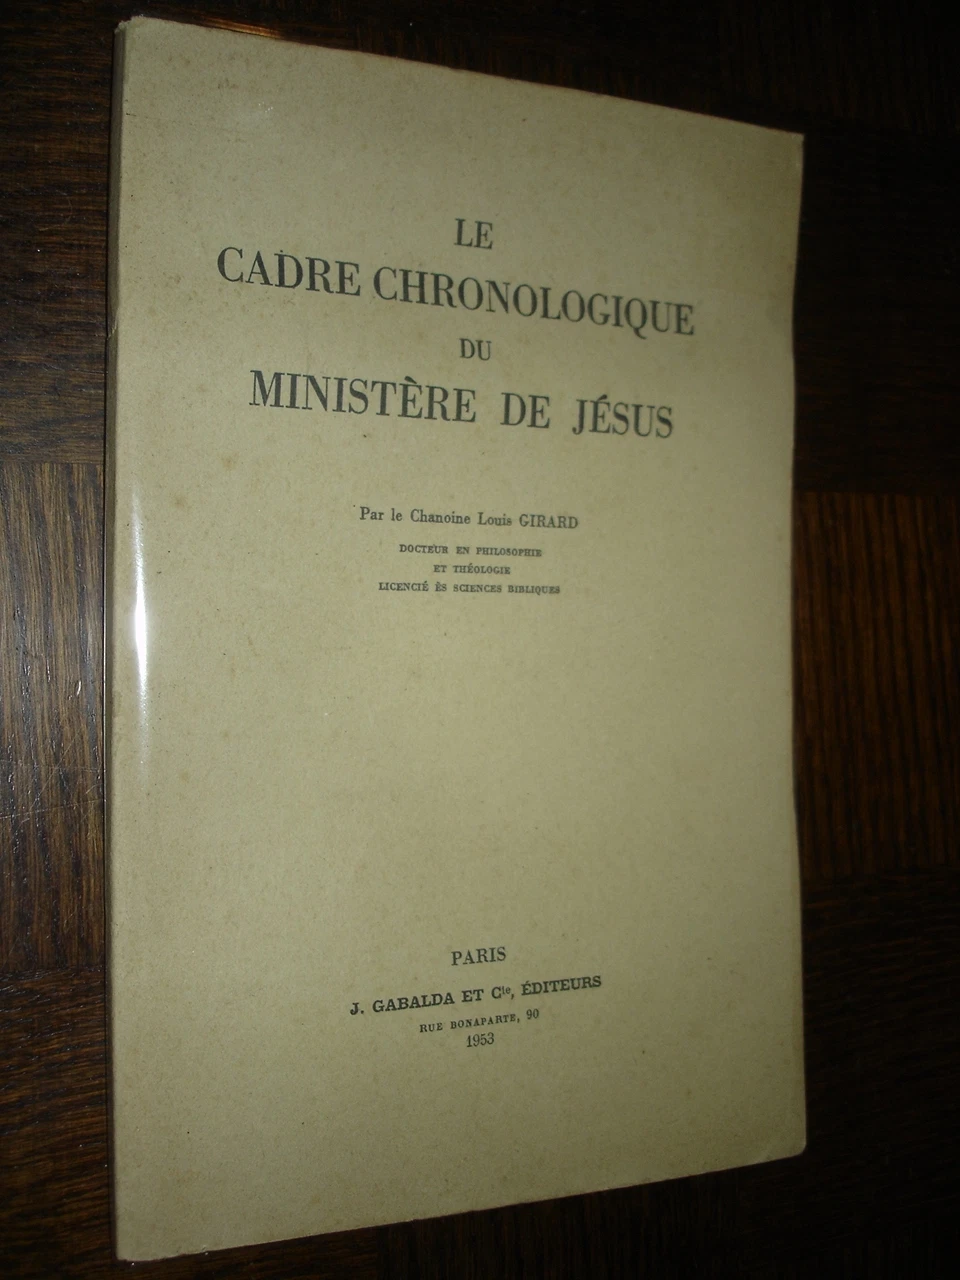 LE
CADRE CHRONOLOGIQUE
DU
MINISTÈRE DE JÉSUS
Par le Chanoine Louis GIRARD
DOCTEUR EN PHILOSOPHIE
ET THÉOLOGIE
LICENCIÉ ÈS SCIENCES BIBLIQUES
PARIS
J. GABALDA ET Cie, ÉDITEURS
RUE BONAPARTE, 90
1953